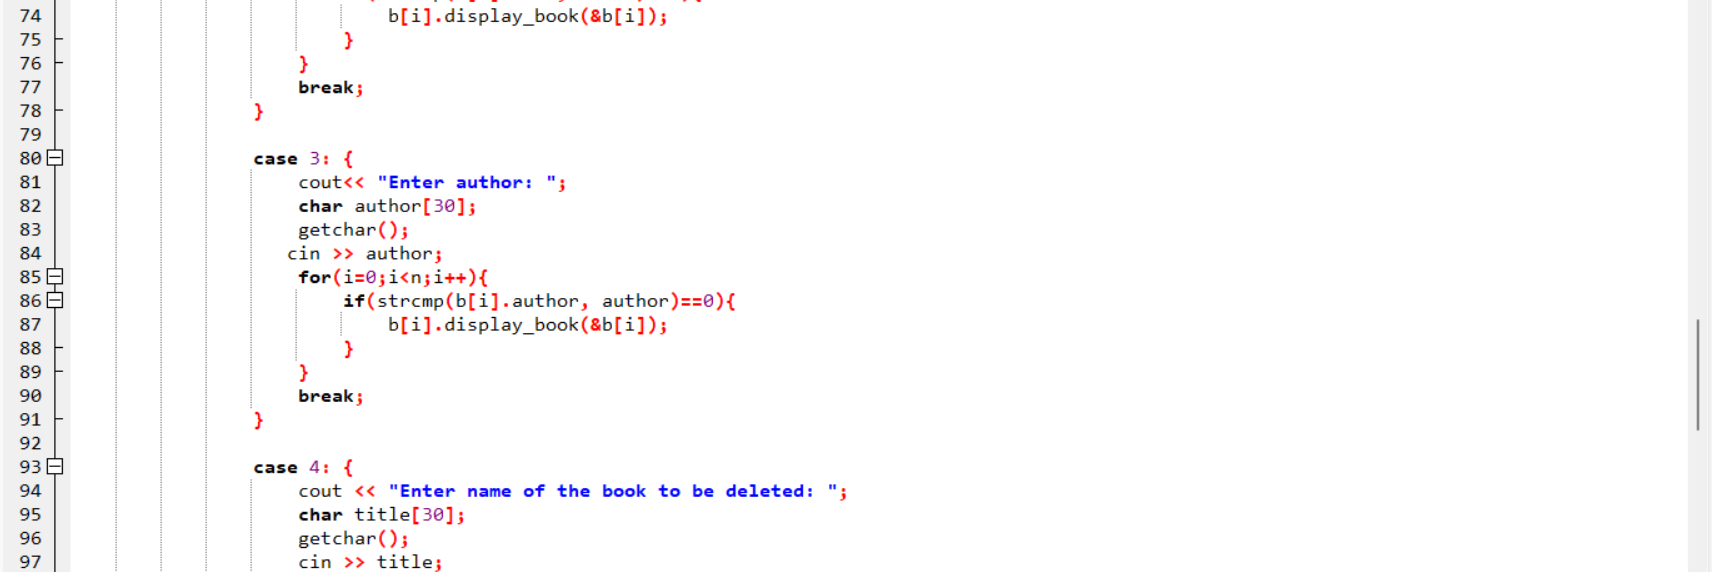 74 b[i].display_book(&b[i]);
75 }
76 }
77 break;
78 }
79
80 case 3: {
81 cout<< "Enter author: ";
82 char author[30];
83 getchar();
84 cin >> author;
85 for(i=0;i<n;i++){
86 if(strcmp(b[i].author, author)==0){
87 b[i].display_book(&b[i]);
88 }
89 }
90 break;
91 }
92
93 case 4: {
94 cout << "Enter name of the book to be deleted: ";
95 char title[30];
96 getchar();
97 cin >> title;